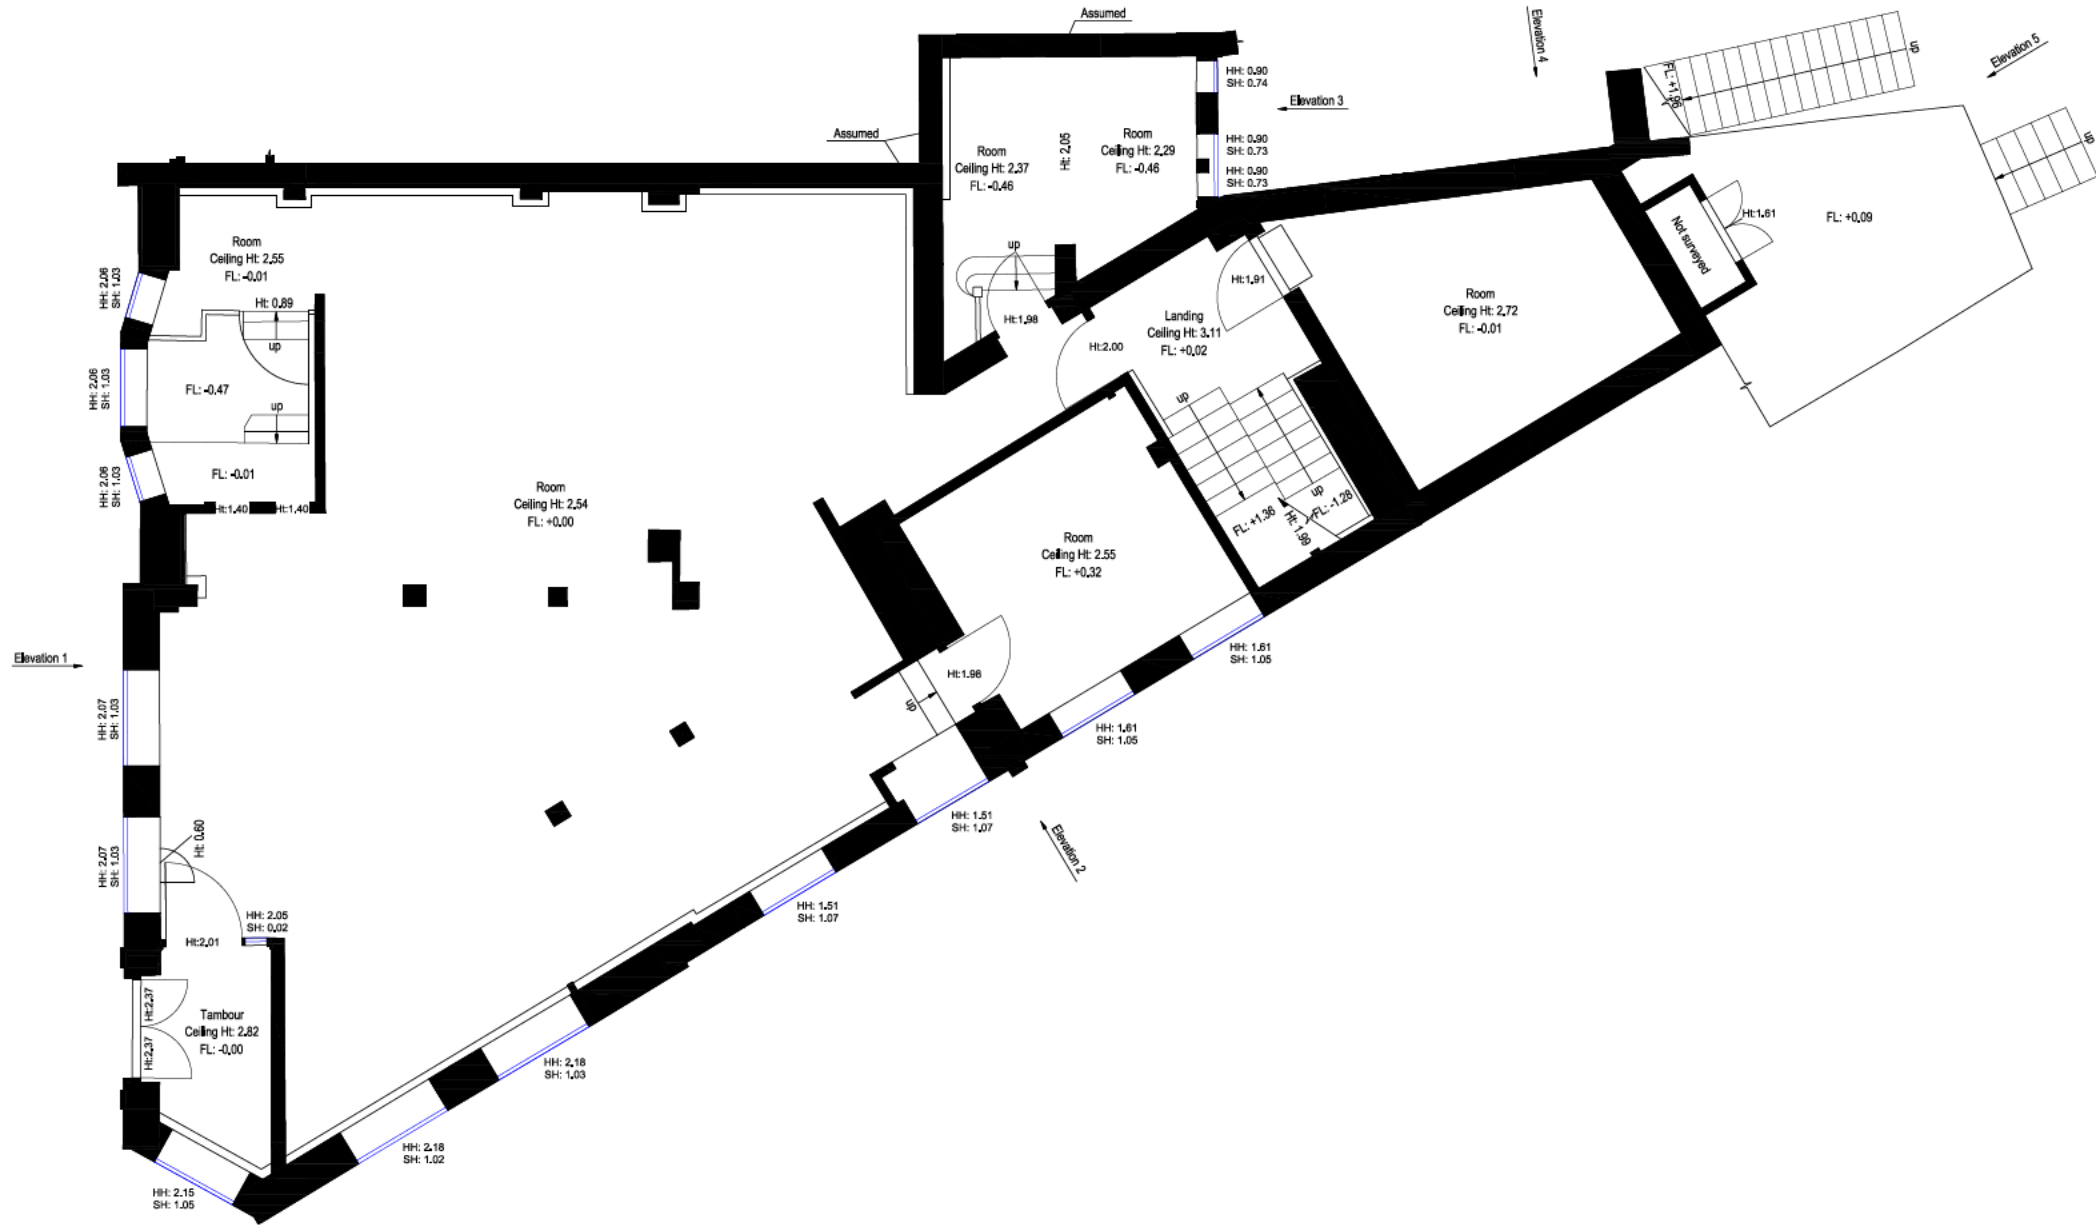 Assumed
Elevation 4
Elevation 5
up
FL: +1.96
HH: 0.90
SH: 0.74
Elevation 3
Assumed
Room
Ceiling Ht: 2.37
FL: -0.46
Ht: 2.05
Room
Ceiling Ht: 2.29
FL: -0.46
HH: 0.90
SH: 0.73
HH: 0.90
SH: 0.73
up
Not surveyed
Ht:1.61
FL: +0.09
Room
Ceiling Ht: 2.55
FL: -0.01
HH: 2.06
SH: 1.03
Ht: 0.89
up
up
Ht:1.98
Ht:1.91
Room
Ceiling Ht: 2.72
FL: -0.01
Landing
Ceiling Ht: 3.11
FL: +0.02
Ht:2.00
HH: 2.06
SH: 1.03
FL: -0.47
up
up
HH: 2.06
SH: 1.03
FL: -0.01
Ht:1.40
Ht:1.40
Room
Ceiling Ht: 2.54
FL: +0.00
up
FL: +1.36
Ht: 1.99
FL: -1.28
Room
Ceiling Ht: 2.55
FL: +0.32
Elevation 1
HH: 1.61
SH: 1.05
Ht:1.96
up
HH: 2.07
SH: 1.03
HH: 1.61
SH: 1.05
HH: 2.07
SH: 1.03
Ht: 0.60
HH: 1.51
SH: 1.07
Elevation 2
HH: 2.05
SH: 0.02
HH: 1.51
SH: 1.07
Ht:2.01
Ht:2.37
Tambour
Ceiling Ht: 2.82
FL: -0.00
Ht:2.37
HH: 2.18
SH: 1.03
HH: 2.18
SH: 1.02
HH: 2.15
SH: 1.05